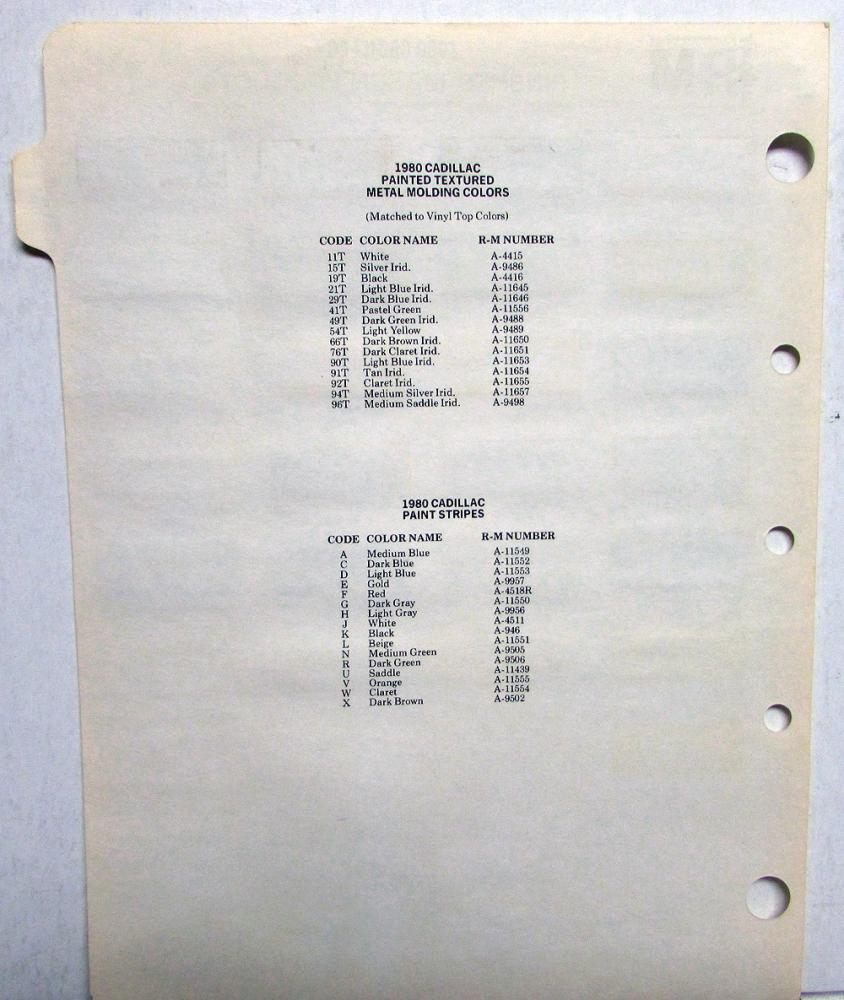 1980 CADILLAC
PAINTED TEXTURED
METAL MOLDING COLORS
(Matched to Vinyl Top Colors)
CODE COLOR NAME R-M NUMBER
11T White A-4415
15T Silver Irid. A-9486
19T Black A-4416
21T Light Blue Irid. A-11645
29T Dark Blue Irid. A-11646
41T Pastel Green A-11556
49T Dark Green Irid. A-9488
54T Light Yellow A-9489
66T Dark Brown Irid. A-11650
76T Dark Claret Irid. A-11651
90T Light Blue Irid. A-11653
91T Tan Irid. A-11654
92T Claret Irid. A-11655
94T Medium Silver Irid. A-11657
96T Medium Saddle Irid. A-9498
1980 CADILLAC
PAINT STRIPES
CODE COLOR NAME R-M NUMBER
A Medium Blue A-11549
C Dark Blue A-11552
D Light Blue A-11553
E Gold A-9957
F Red A-4518R
G Dark Gray A-11550
H Light Gray A-9956
J White A-4511
K Black A-946
L Beige A-11551
N Medium Green A-9505
R Dark Green A-9506
U Saddle A-11439
V Orange A-11555
W Claret A-11554
X Dark Brown A-9502